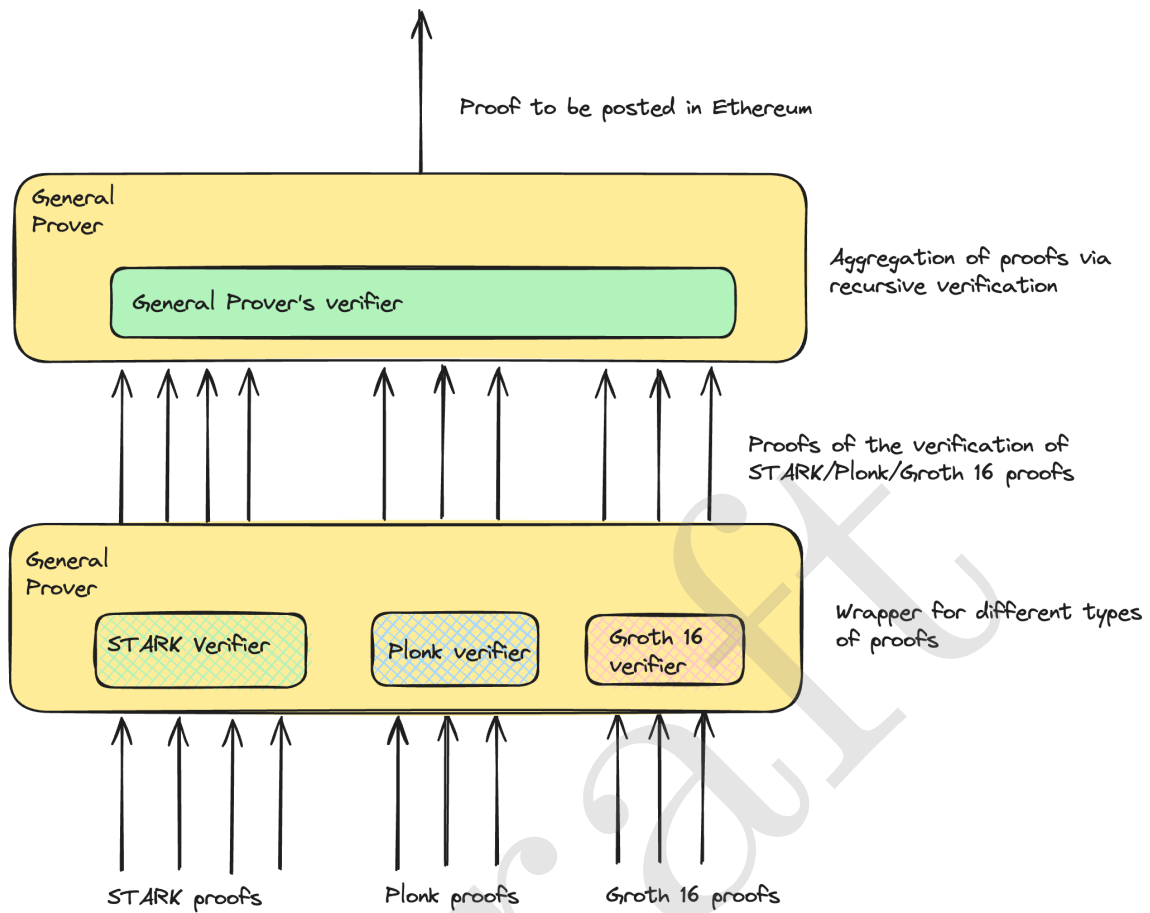 Proof to be posted in Ethereum
General
Prover
General Prover's verifier
Aggregation of proofs via
recursive verification
Proofs of the verification of
STARK/Plonk/Groth 16 proofs
General
Prover
STARK Verifier
Plonk verifier
Groth 16
verifier
Wrapper for different types
of proofs
STARK proofs
Plonk proofs
Groth 16 proofs
raft